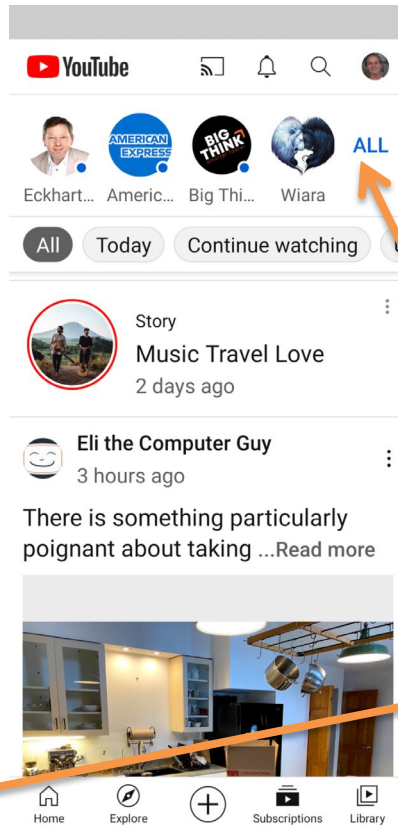 YouTube
AMERICAN
EXPRESS
BIG
THINK
ALL
Eckhart... Americ... Big Thi... Wiara
All Today Continue watching
Story
Music Travel Love
2 days ago
Eli the Computer Guy
3 hours ago
There is something particularly
poignant about taking ...Read more
Home Explore Subscriptions Library